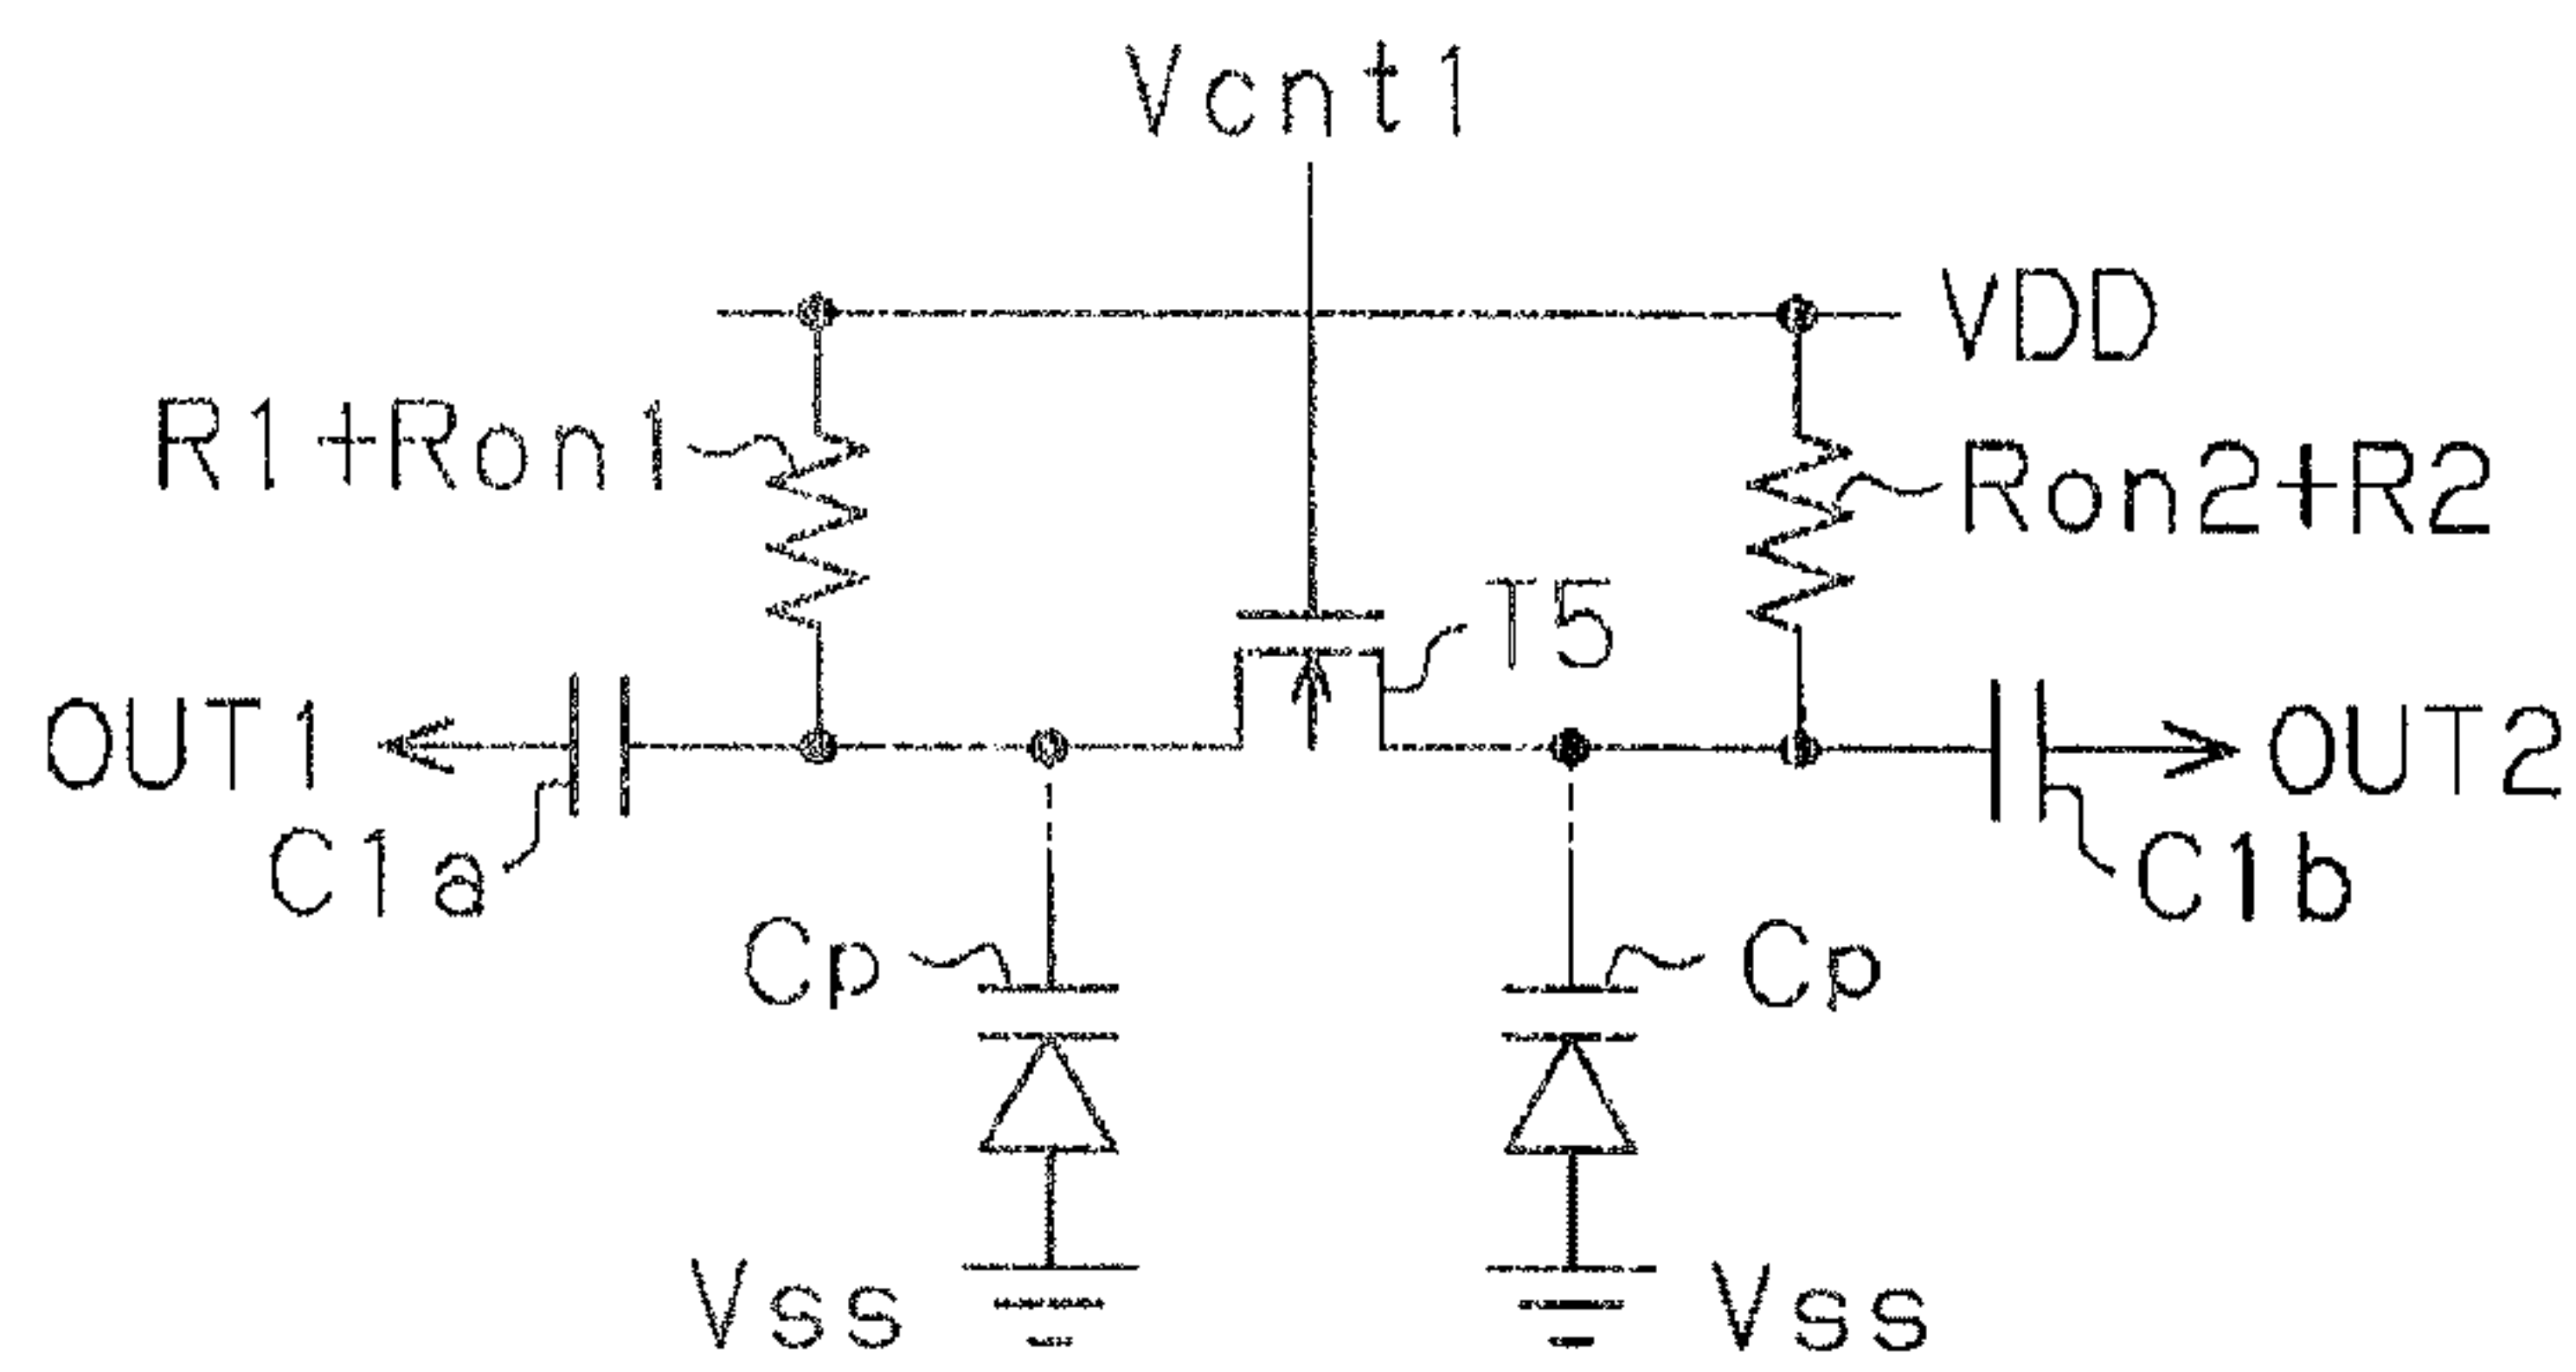 Vcnt1
VDD
R1+Ron1
Ron2+R2
T5
OUT1
OUT2
C1a
C1b
Cp
Cp
Vss
Vss